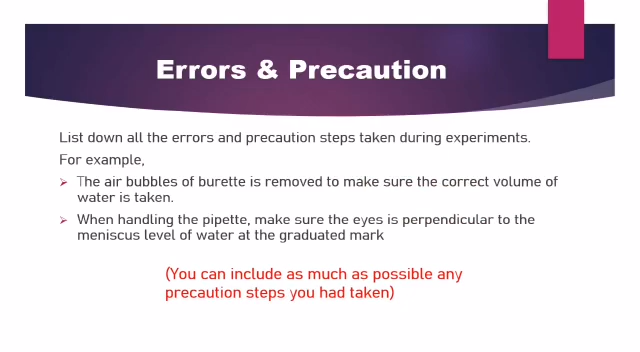 Errors & Precaution
List down all the errors and precaution steps taken during experiments.
For example,
The air bubbles of burette is removed to make sure the correct volume of
water is taken.
When handling the pipette, make sure the eyes is perpendicular to the
meniscus level of water at the graduated mark
(You can include as much as possible any
precaution steps you had taken)